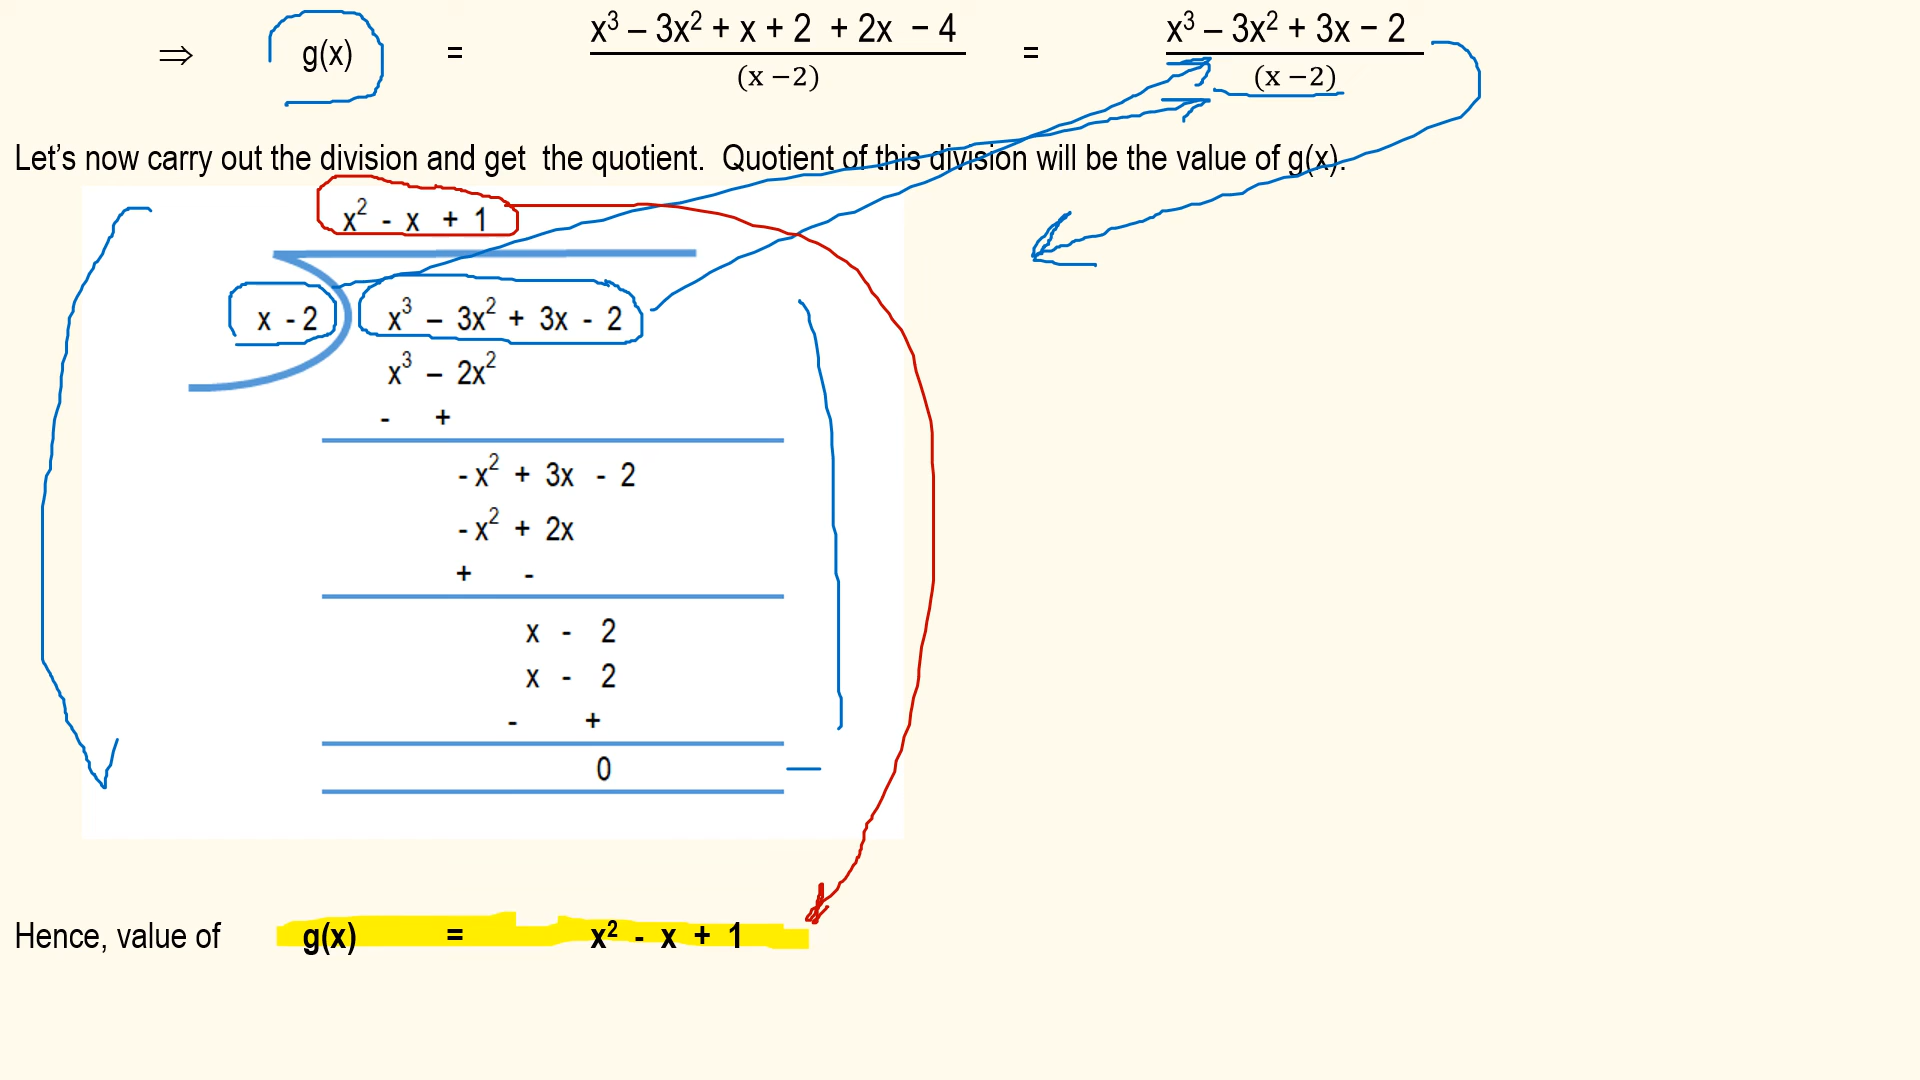 ⇒ g(x) = x³ – 3x² + x + 2 + 2x − 4 = x³ – 3x² + 3x − 2
(x −2) (x −2)
Let’s now carry out the division and get the quotient. Quotient of this division will be the value of g(x).
x² - x + 1
x - 2 x³ – 3x² + 3x - 2
x³ – 2x²
- +
- x² + 3x - 2
- x² + 2x
+ -
x - 2
x - 2
- +
0
Hence, value of g(x) = x² - x + 1